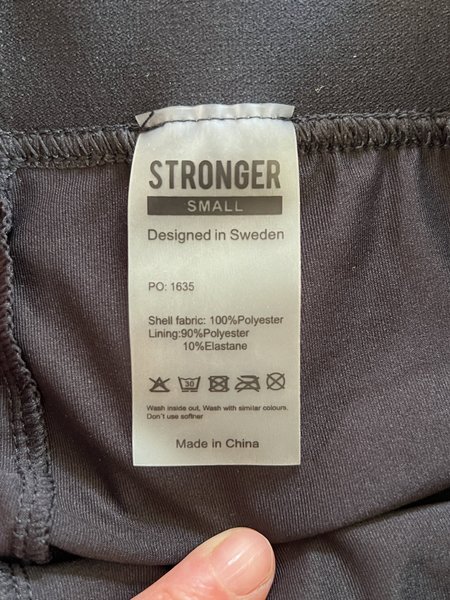 STRONGER
SMALL
Designed in Sweden
PO: 1635
Shell fabric: 100%Polyester
Lining:90%Polyester
10%Elastane
30
Wash inside out, Wash with similar colours.
Don't use softner
Made in China